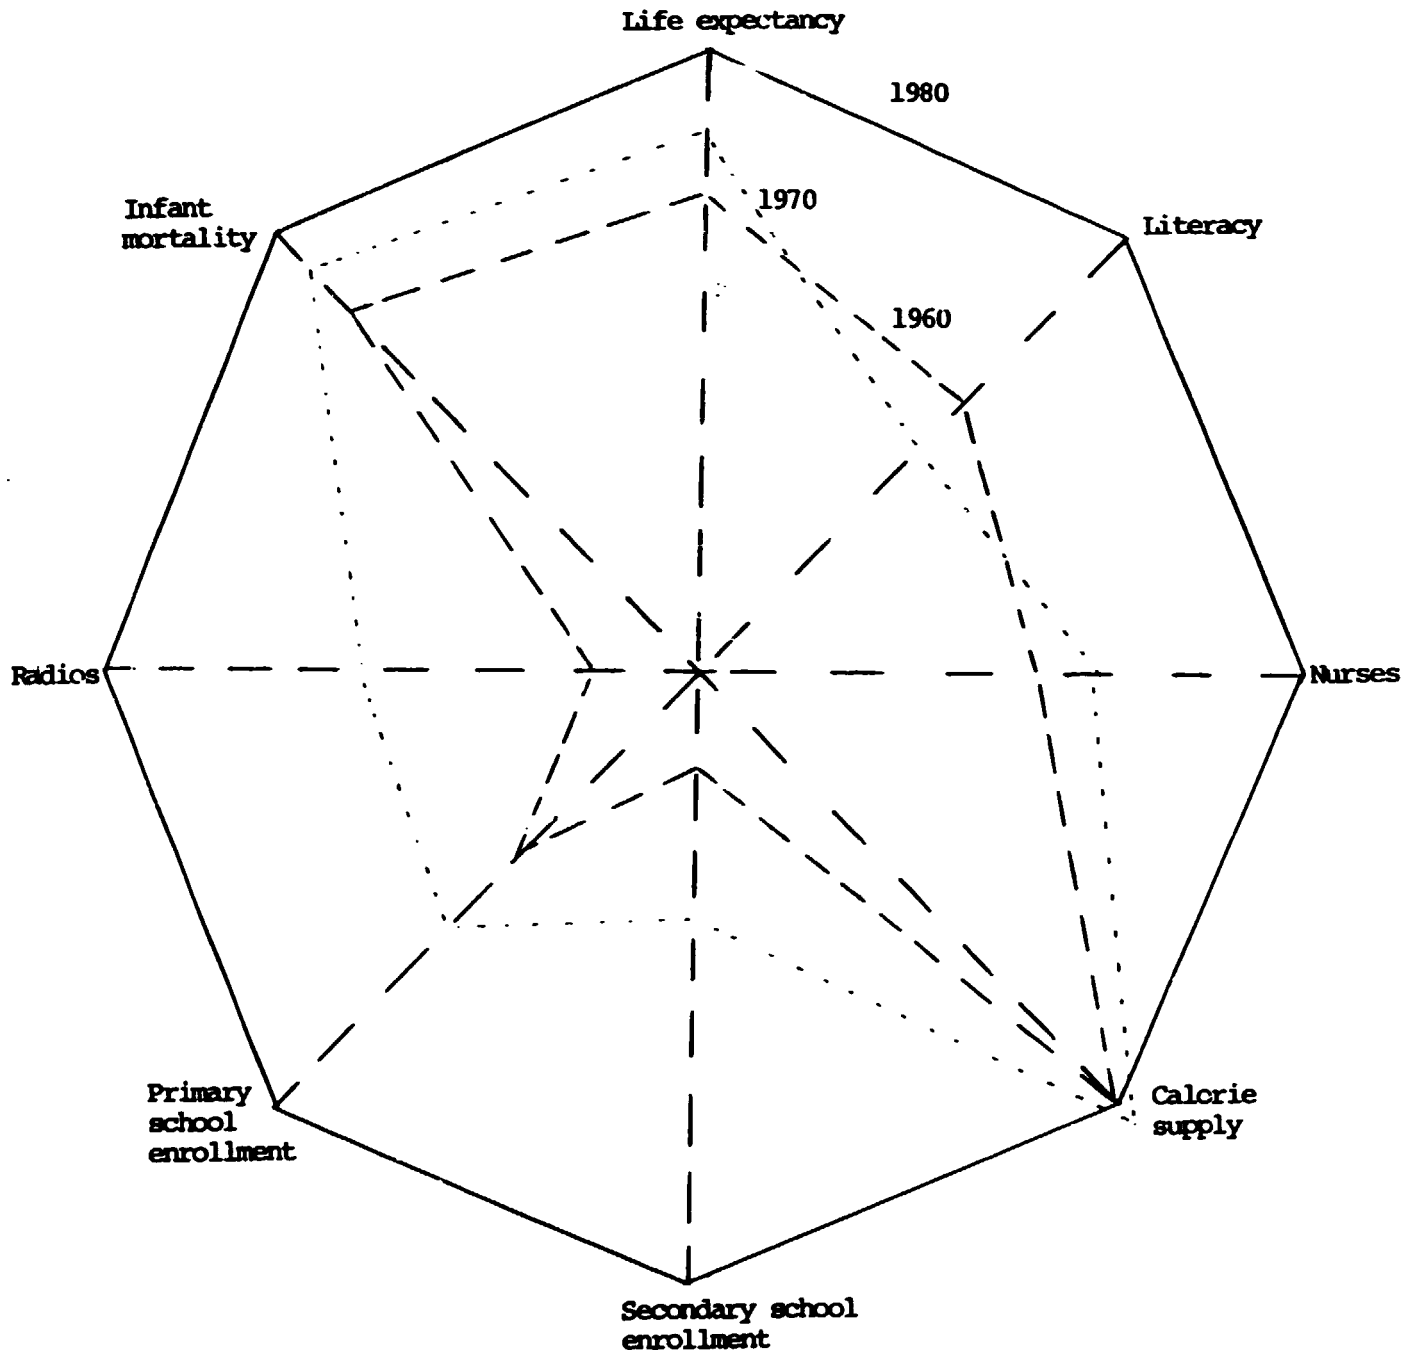 Life expectancy
1980
1970
Infant
mortality
Literacy
1960
Radios
Nurses
Primary
school
enrollment
Calorie
supply
Secondary school
enrollment